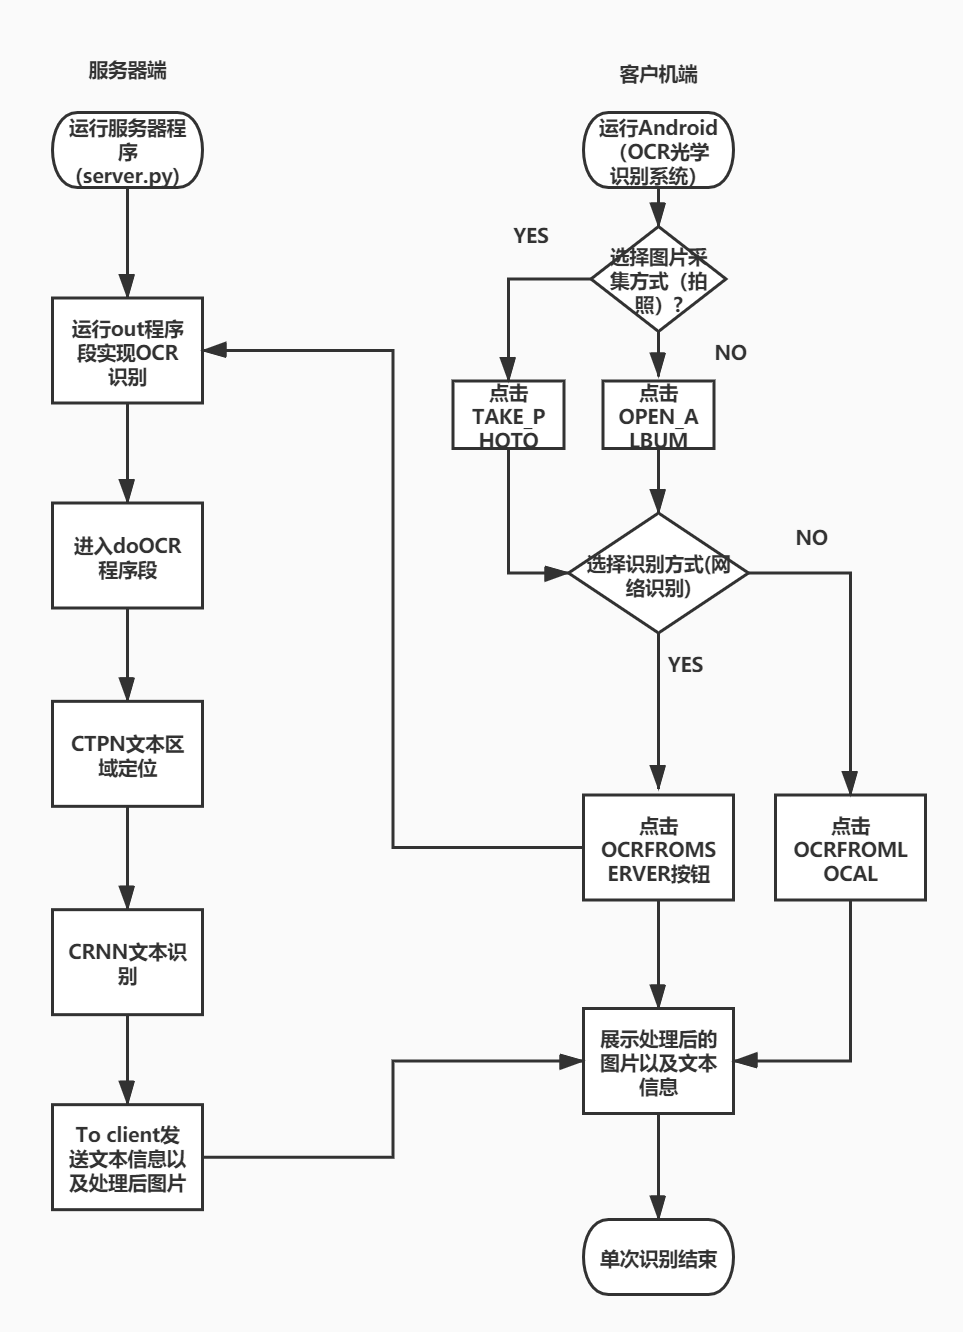 服务器端
运行服务器程
序
(server.py)
运行out程序
段实现OCR
识别
进入doOCR
程序段
CTPN文本区
域定位
CRNN文本识
别
To client发
送文本信息以
及处理后图片
客户机端
运行Android
（OCR光学
识别系统）
选择图片采
集方式（拍
照）?
YES
NO
点击
TAKE_P
HOTO
点击
OPEN_A
LBUM
选择识别方式(网
络识别)
NO
YES
点击
OCRFROMS
ERVER按钮
点击
OCRFROML
OCAL
展示处理后的
图片以及文本
信息
单次识别结束